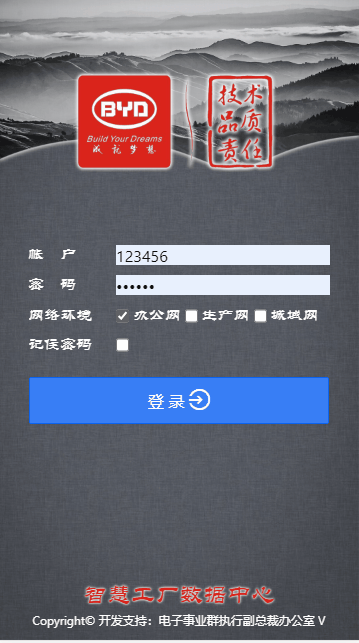 BYD
Build Your Dreams
成就梦想
技术
品质
责任
账 户 123456
密 码 ••••••
网络环境 办公网 生产网 城域网
记住密码
登录
智慧工厂数据中心
Copyright© 开发支持：电子事业群执行副总裁办公室 V